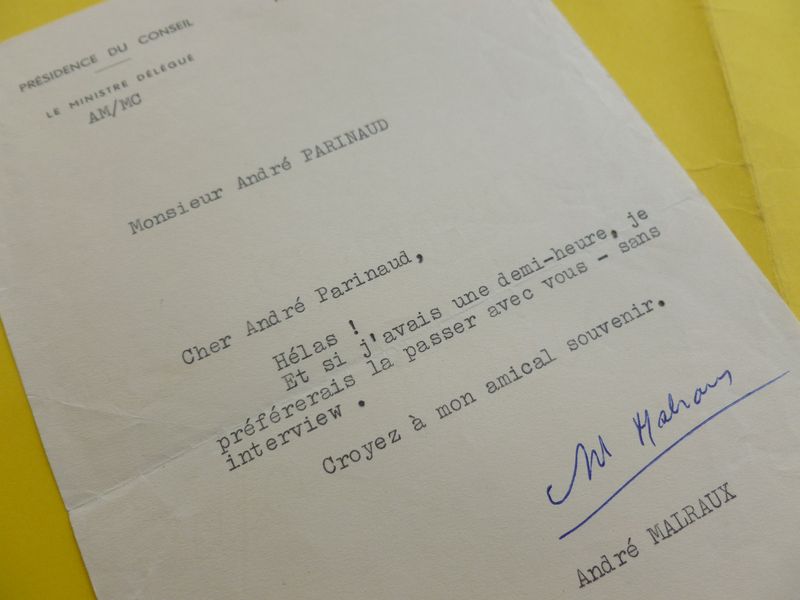 PRÉSIDENCE DU CONSEIL
LE MINISTRE DÉLÉGUÉ
AM/MC
Monsieur André PARINAUD
Cher André Parinaud,
Hélas !
Et si j'avais une demi-heure, je
préférerais la passer avec vous - sans
interview .
Croyez à mon amical souvenir.
Malraux
André MALRAUX